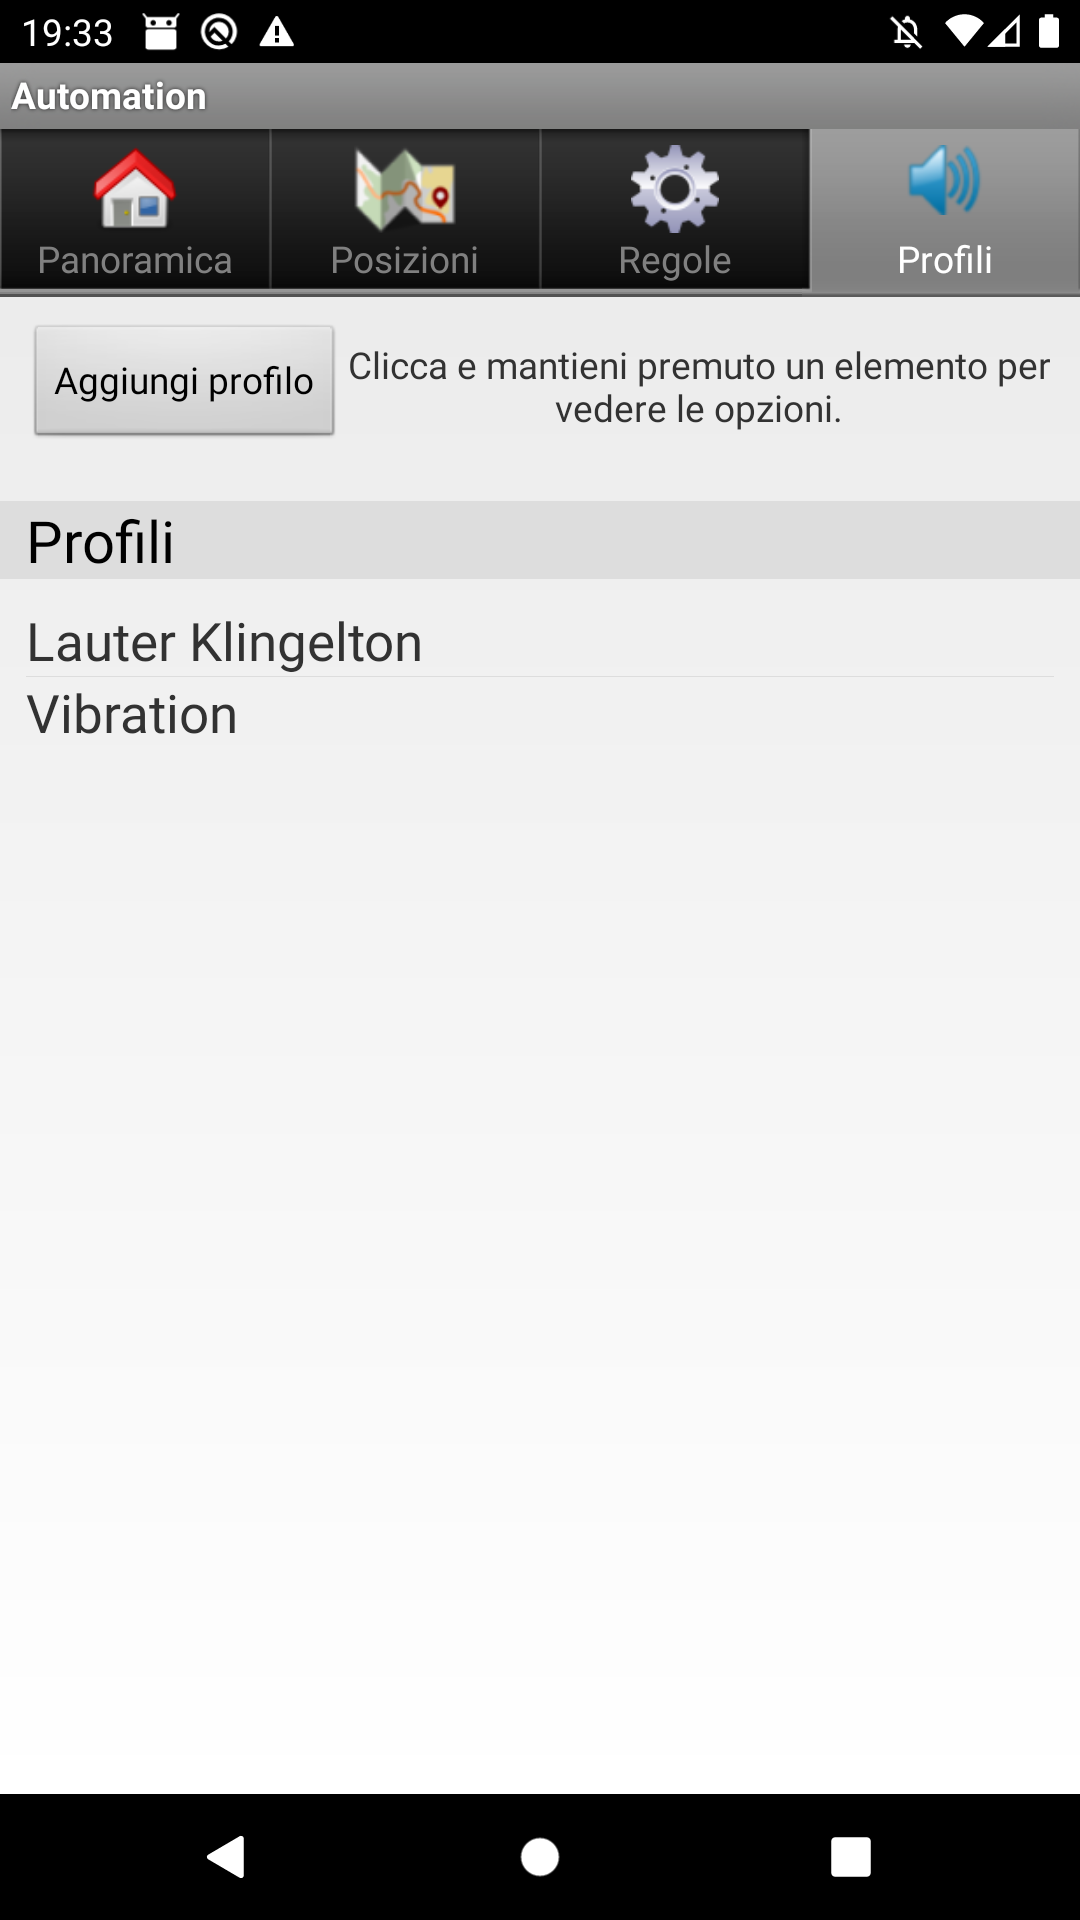 19:33
Automation
Panoramica
Posizioni
Regole
Profili
Aggiungi profilo
Clicca e mantieni premuto un elemento per
vedere le opzioni.
Profili
Lauter Klingelton
Vibration